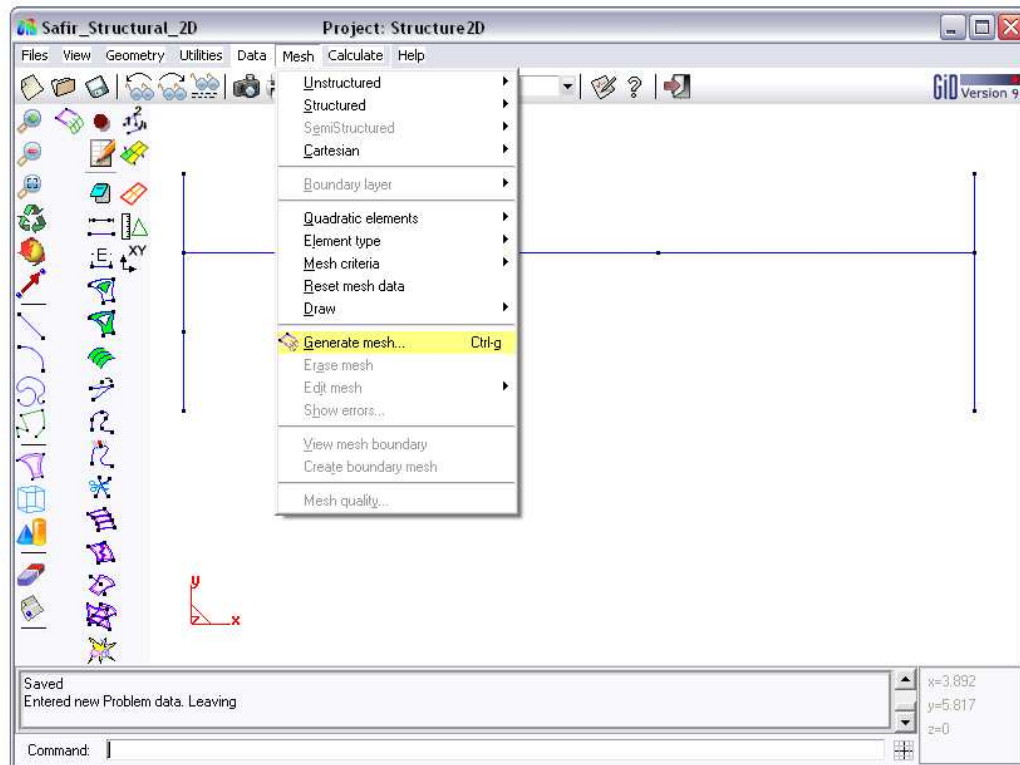 Safir_Structural_2D Project: Structure2D
Files View Geometry Utilities Data Mesh Calculate Help
GiD Version 9
Unstructured
Structured
SemiStructured
Cartesian
Boundary layer
Quadratic elements
Element type
Mesh criteria
Reset mesh data
Draw
Generate mesh... Ctrl-g
Erase mesh
Edit mesh
Show errors...
View mesh boundary
Create boundary mesh
Mesh quality...
E XY
y
z x
Saved
Entered new Problem data. Leaving
x=3.892
y=5.817
z=0
Command: